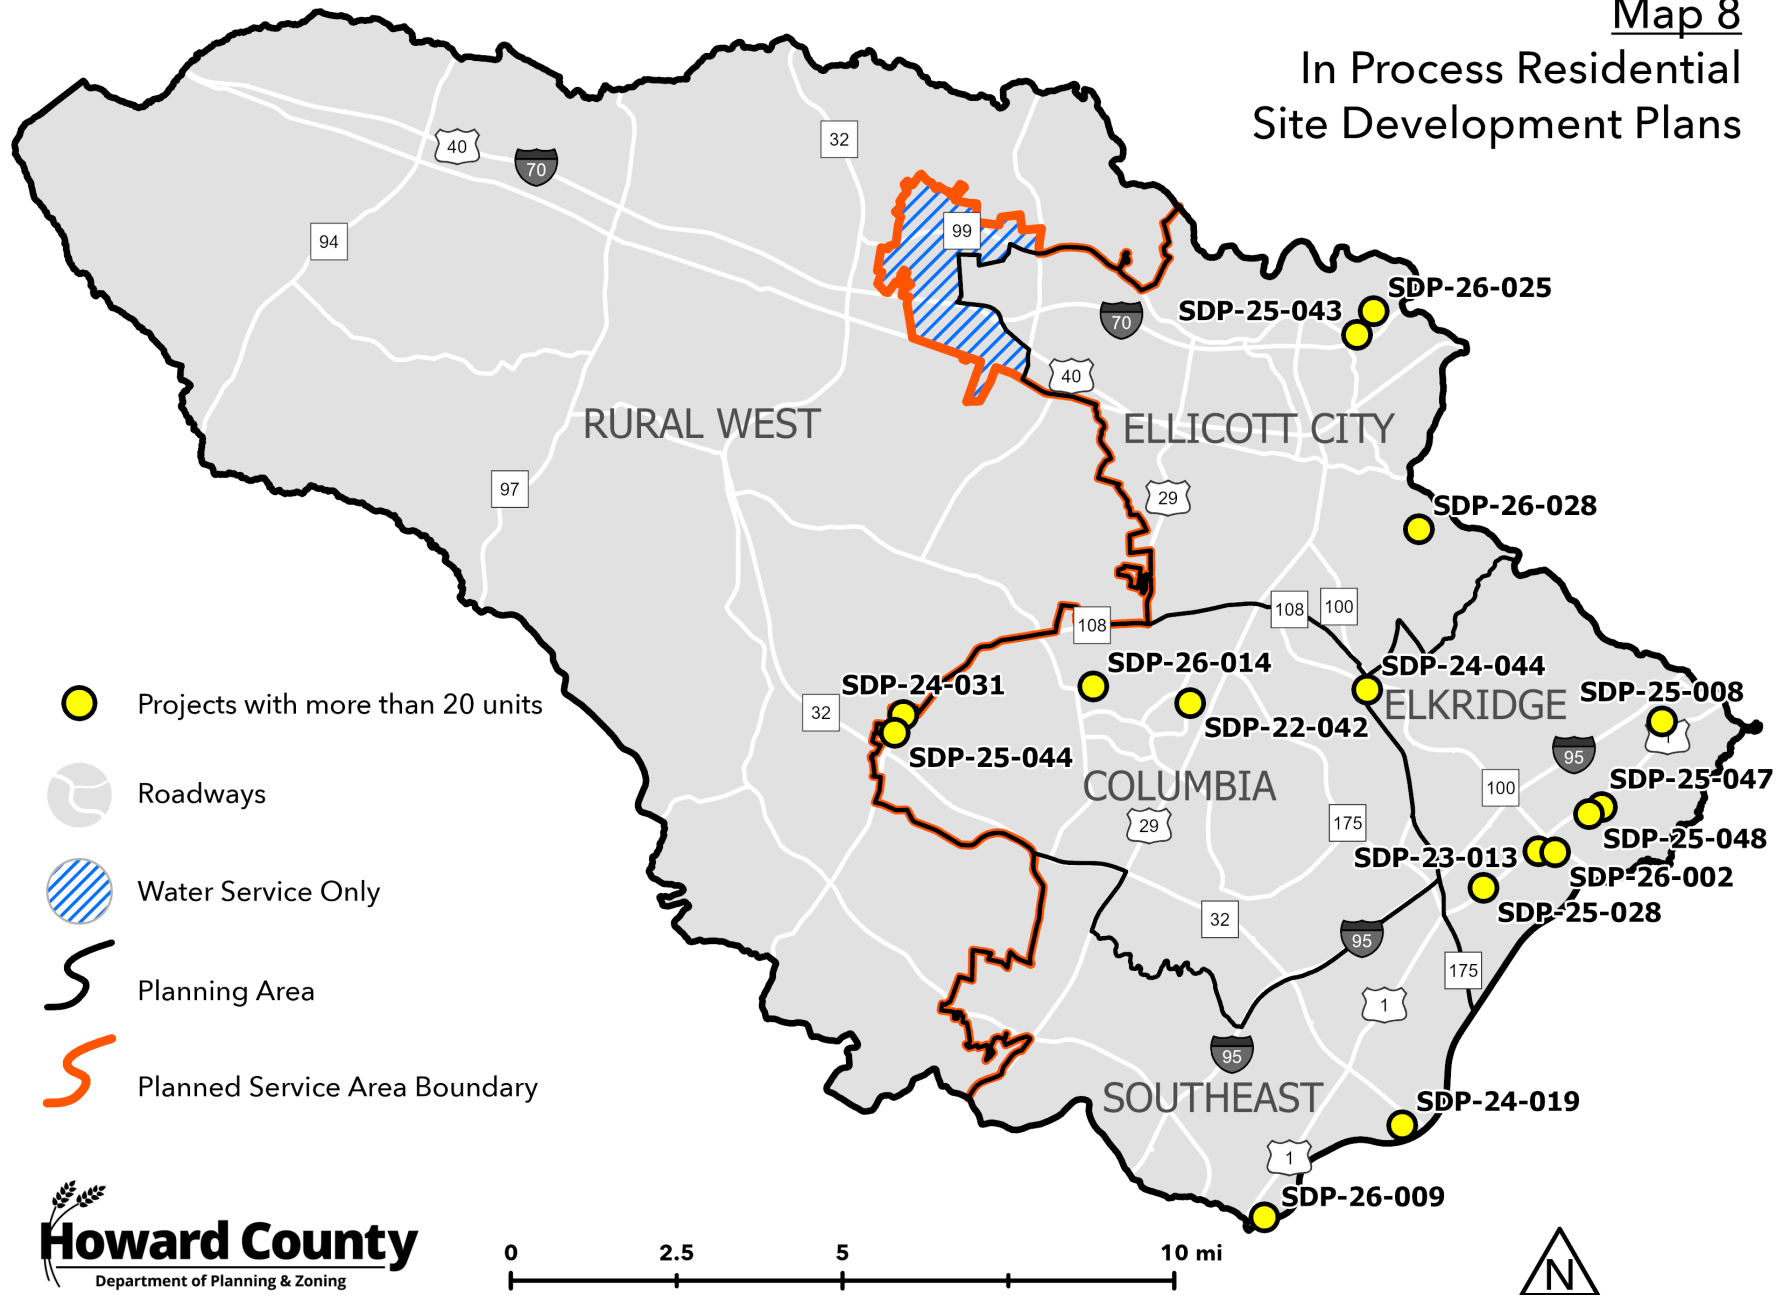 Map 8
In Process Residential
Site Development Plans
32
40
70
94
99
SDP-26-025
SDP-25-043
70
40
RURAL WEST
ELLICOTT CITY
97
29
SDP-26-028
108
108
100
SDP-26-014
SDP-24-044
SDP-24-031
SDP-25-008
Projects with more than 20 units
32
ELKRIDGE
SDP-22-042
1
95
SDP-25-044
SDP-25-047
COLUMBIA
100
Roadways
29
175
SDP-25-048
SDP-23-013
SDP-26-002
Water Service Only
SDP-25-028
32
95
175
Planning Area
1
95
Planned Service Area Boundary
SOUTHEAST
SDP-24-019
1
SDP-26-009
Howard County
Department of Planning & Zoning
0 2.5 5 10 mi
N